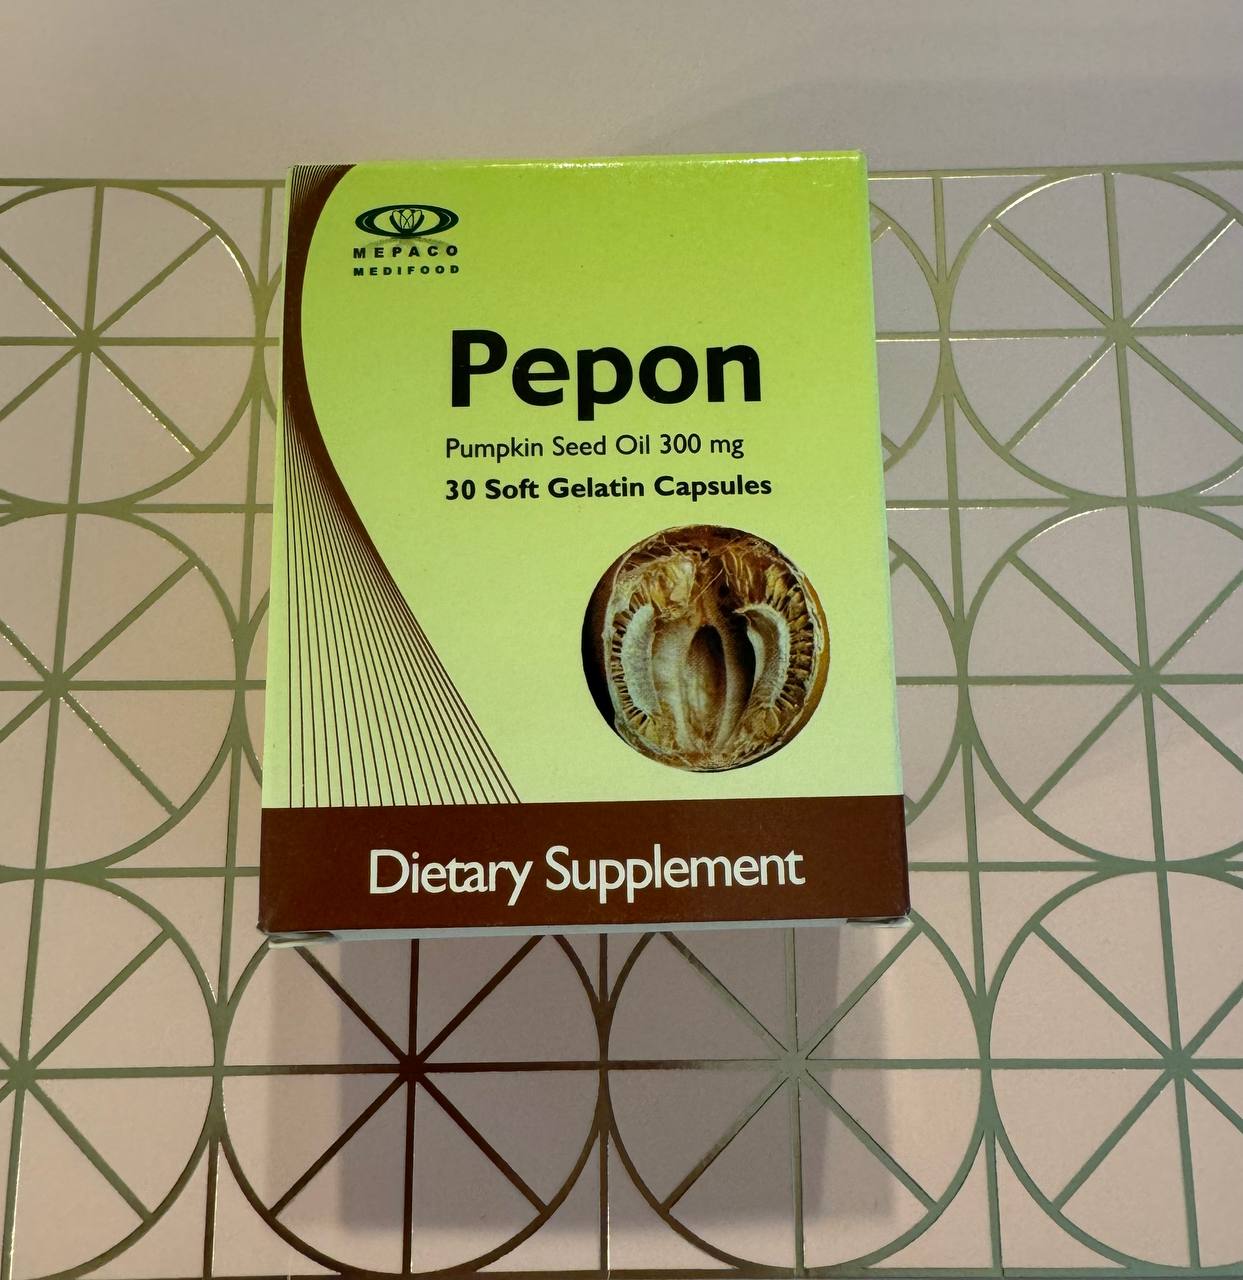 MEPACO
MEDIFOOD
Pepon
Pumpkin Seed Oil 300 mg
30 Soft Gelatin Capsules
Dietary Supplement